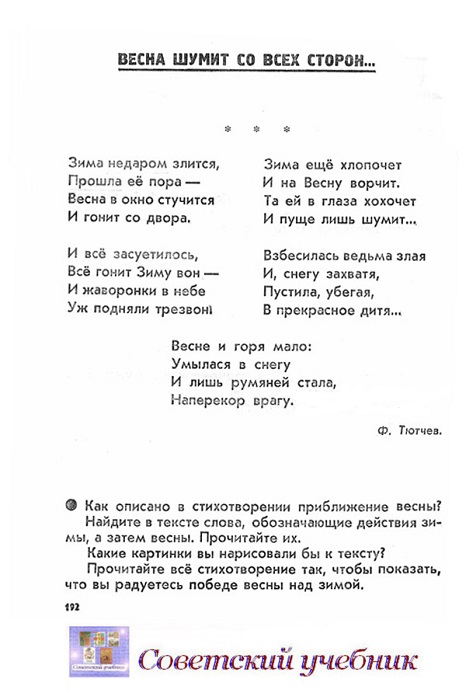 ВЕСНА ШУМИТ СО ВСЕХ СТОРОН...
* * *
Зима недаром злится,
Прошла её пора —
Весна в окно стучится
И гонит со двора.
И всё засуетилось,
Всё гонит Зиму вон —
И жаворонки в небе
Уж подняли трезвон!
Зима ещё хлопочет
И на Весну ворчит.
Та ей в глаза хохочет
И пуще лишь шумит...
Взбесилась ведьма злая
И, снегу захватя,
Пустила, убегая,
В прекрасное дитя...
Весне и горя мало:
Умылася в снегу
И лишь румяней стала,
Наперекор врагу.
Ф. Тютчев.
Как описано в стихотворении приближение весны?
Найдите в тексте слова, обозначающие действия зи-
мы, а затем весны. Прочитайте их.
Какие картинки вы нарисовали бы к тексту?
Прочитайте всё стихотворение так, чтобы показать,
что вы радуетесь победе весны над зимой.
192
Советский учебник
Советский учебник